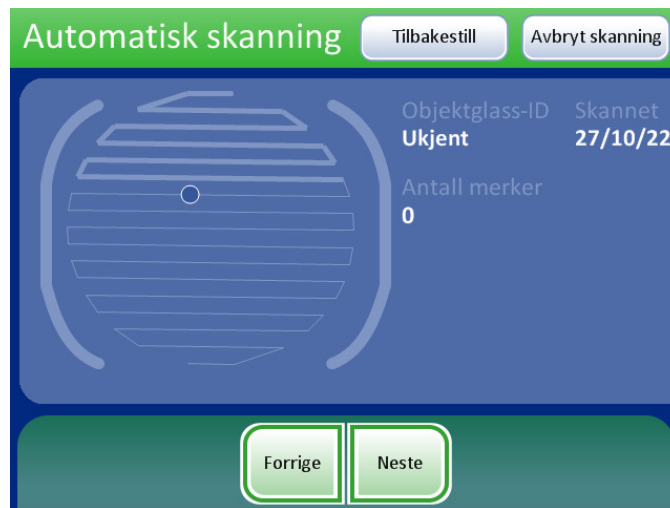 Automatisk skanning
Tilbakestill
Avbryt skanning
Objektglass-ID
Skannet
Ukjent
27/10/22
Antall merker
0
Forrige
Neste